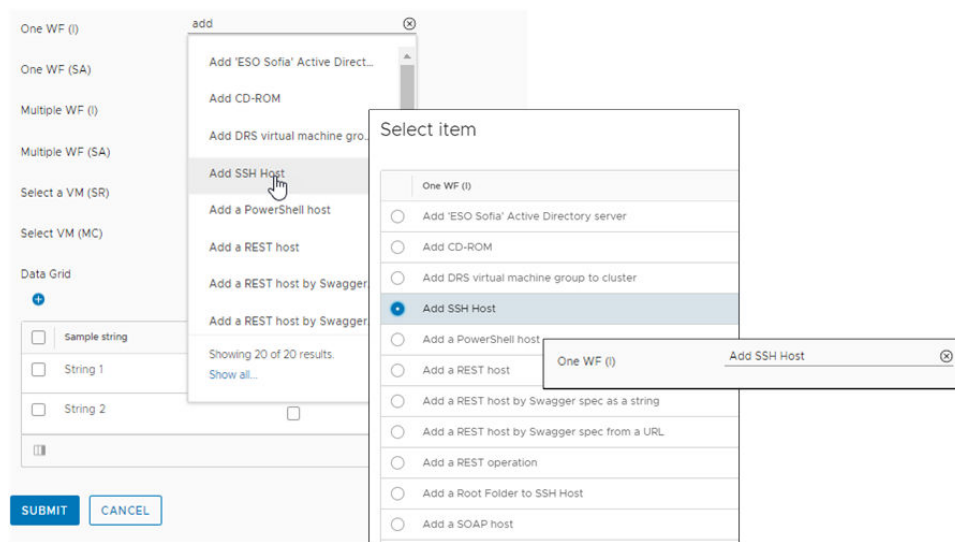 One WF (I)
add
One WF (SA)
Multiple WF (I)
Multiple WF (SA)
Select a VM (SR)
Select VM (MC)
Data Grid
Sample string
String 1
String 2
SUBMIT
CANCEL
Add 'ESO Sofia' Active Direct...
Add CD-ROM
Add DRS virtual machine gro...
Add SSH Host
Add a PowerShell host
Add a REST host
Add a REST host by Swagger
Add a REST host by Swagger
Showing 20 of 20 results.
Show all...
Select item
One WF (I)
Add 'ESO Sofia' Active Directory server
Add CD-ROM
Add DRS virtual machine group to cluster
Add SSH Host
Add a PowerShell host
Add a REST host
Add a REST host by Swagger spec as a string
Add a REST host by Swagger spec from a URL
Add a REST operation
Add a Root Folder to SSH Host
Add a SOAP host
One WF (I)
Add SSH Host